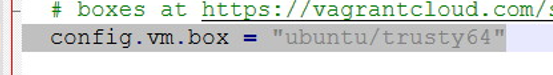 # boxes at https://vagrantcloud.com/
config.vm.box = "ubuntu/trusty64"